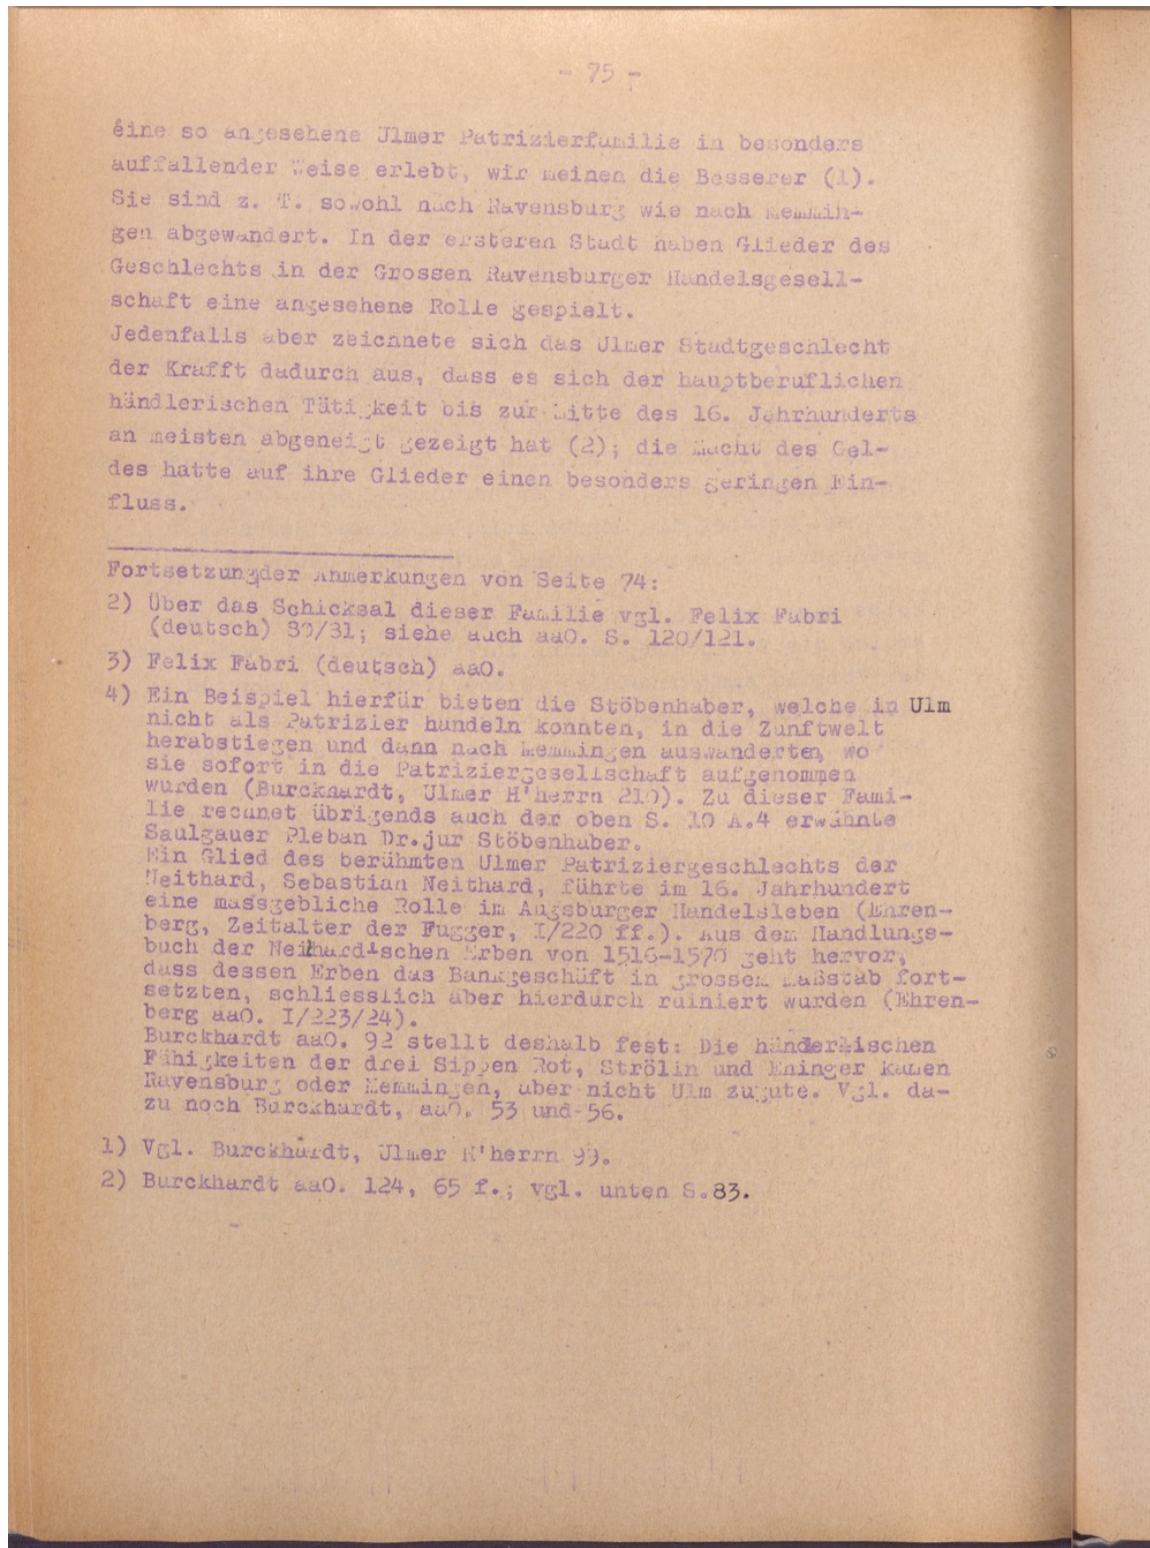 - 75 -
eine so angesehene Ulmer Patrizierfamilie in besonders
auffallender Weise erlebt, wir meinen die Besserer (1).
Sie sind z. T. sowohl nach Ravensburg wie nach Memmin-
gen abgewandert. In der ersteren Stadt haben Glieder des
Geschlechts in der Grossen Ravensburger Handelsgesell-
schaft eine angesehene Rolle gespielt.
Jedenfalls aber zeichnete sich das Ulmer Stadtgeschlecht
der Krafft dadurch aus, dass es sich der hauptberuflichen
händlerischen Tätigkeit bis zur Mitte des 16. Jahrhunderts
an meisten abgeneigt gezeigt hat (2); die Macht des Gel-
des hatte auf ihre Glieder einen besonders geringen Ein-
fluss.
Fortsetzung der Anmerkungen von Seite 74:
2) Über das Schicksal dieser Familie vgl. Felix Fabri
(deutsch) 30/31; siehe auch aaO. S. 120/121.
3) Felix Fabri (deutsch) aaO.
4) Ein Beispiel hierfür bieten die Stöbenhaber, welche in Ulm
nicht als Patrizier handeln konnten, in die Zunftwelt
herabstiegen und dann nach Memmingen auswanderten, wo
sie sofort in die Patriziergesellschaft aufgenommen
wurden (Burckhardt, Ulmer H'herrn 210). Zu dieser Fami-
lie rechnet übrigends auch der oben S. 10 A.4 erwähnte
Saulgauer Pleban Dr.jur Stöbenhaber.
Ein Glied des berühmten Ulmer Patriziergeschlechts der
Neithard, Sebastian Neithard, führte im 16. Jahrhundert
eine massgebliche Rolle im Augsburger Handelsleben (Ehren-
berg, Zeitalter der Fugger, I/220 ff.). Aus dem Handlungs-
buch der Neithard'schen Erben von 1516-1570 geht hervor,
dass dessen Erben das Bankgeschäft in grossem Maßstab fort-
setzten, schliesslich aber hierdurch ruiniert wurden (Ehren-
berg aaO. I/223/24).
Burckhardt aaO. 92 stellt deshalb fest: Die händlerischen
Fähigkeiten der drei Sippen Rot, Strölin und Ehinger kamen
Ravensburg oder Memmingen, aber nicht Ulm zugute. Vgl. da-
zu noch Burckhardt, aaO. 53 und 56.
1) Vgl. Burckhardt, Ulmer H'herrn 99.
2) Burckhardt aaO. 124, 65 f.; vgl. unten S.83.